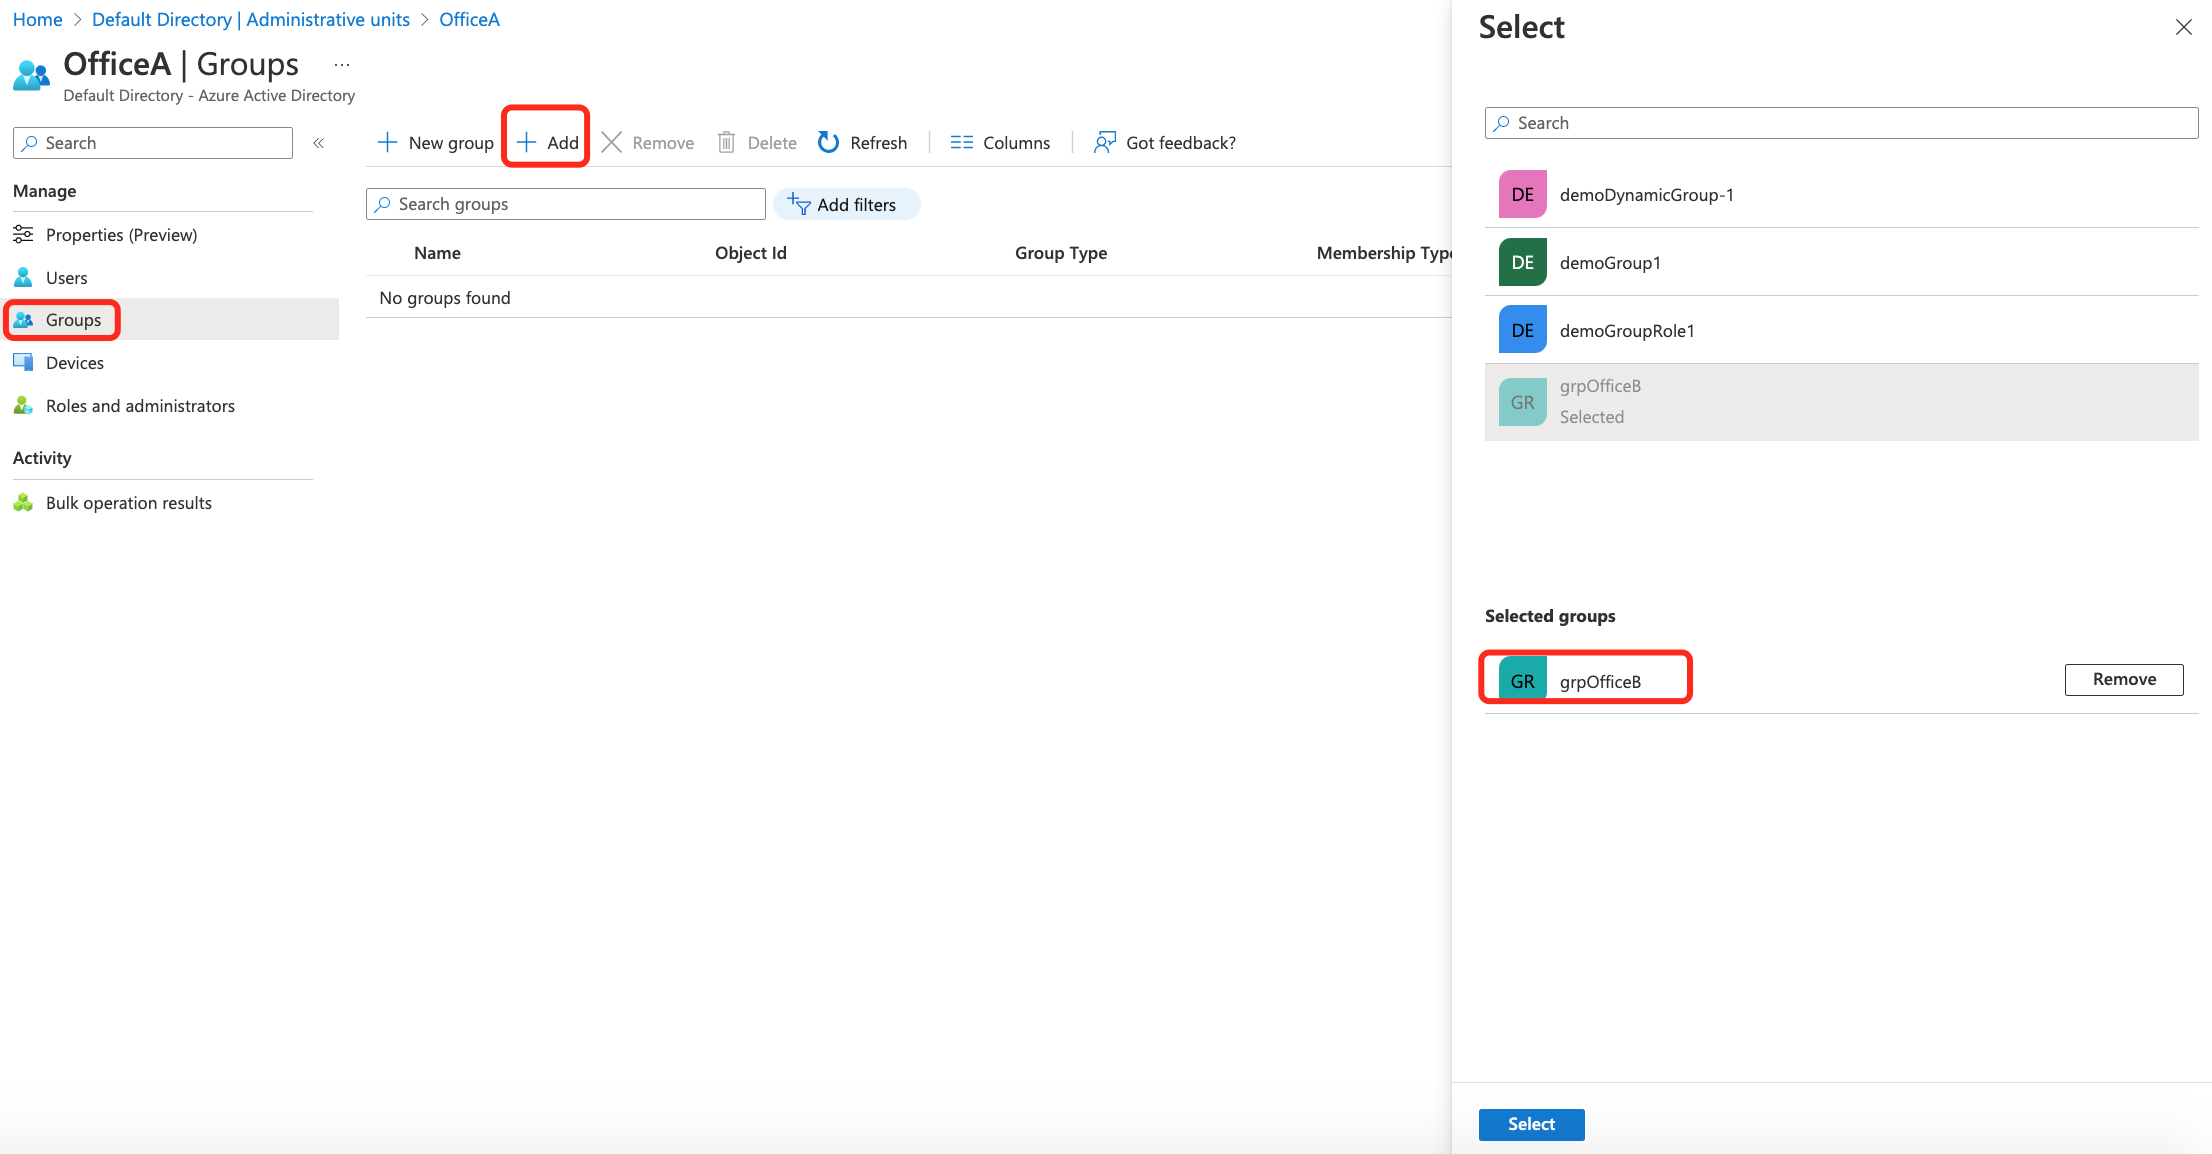 Home > Default Directory | Administrative units > OfficeA
OfficeA | Groups ...
Default Directory - Azure Active Directory
Search «
Manage
Properties (Preview)
Users
Groups
Devices
Roles and administrators
Activity
Bulk operation results
New group Add Remove Delete Refresh Columns Got feedback?
Search groups Add filters
Name Object Id Group Type Membership Type
No groups found
Select
Search
DE demoDynamicGroup-1
DE demoGroup1
DE demoGroupRole1
GR grpOfficeB
Selected
Selected groups
GR grpOfficeB Remove
Select